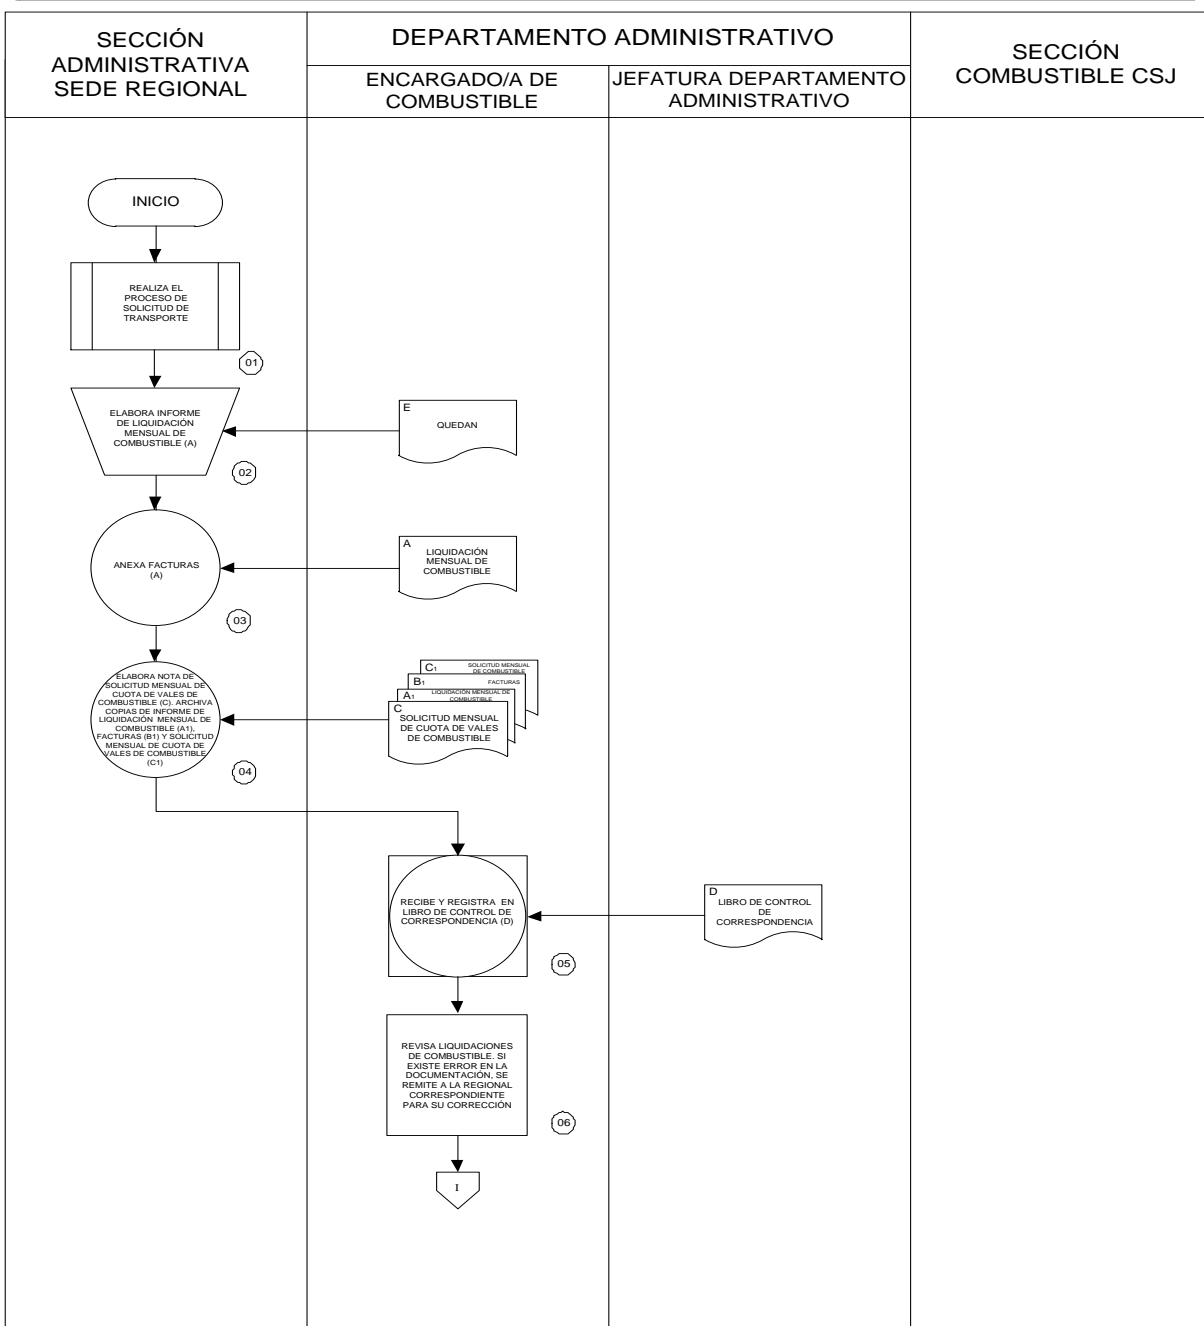 SECCIÓN
ADMINISTRATIVA
SEDE REGIONAL
DEPARTAMENTO ADMINISTRATIVO
ENCARGADO/A DE
COMBUSTIBLE
JEFATURA DEPARTAMENTO
ADMINISTRATIVO
SECCIÓN
COMBUSTIBLE CSJ
INICIO
REALIZA EL
PROCESO DE
SOLICITUD DE
TRANSPORTE
01
ELABORA INFORME
DE LIQUIDACIÓN
MENSUAL DE
COMBUSTIBLE (A)
02
E
QUEDAN
ANEXA FACTURAS
(A)
03
A
LIQUIDACIÓN
MENSUAL DE
COMBUSTIBLE
ELABORA NOTA DE
SOLICITUD MENSUAL DE
CUOTA DE VALES DE
COMBUSTIBLE (C). ARCHIVA
COPIAS DE INFORME DE
LIQUIDACIÓN MENSUAL DE
COMBUSTIBLE (A1),
FACTURAS (B1) Y SOLICITUD
MENSUAL DE CUOTA DE
VALES DE COMBUSTIBLE
(C1)
04
C1
SOLICITUD MENSUAL
DE COMBUSTIBLE
B1
FACTURAS
A1
LIQUIDACIÓN MENSUAL DE
COMBUSTIBLE
C
SOLICITUD MENSUAL
DE CUOTA DE VALES
DE COMBUSTIBLE
RECIBE Y REGISTRA EN
LIBRO DE CONTROL DE
CORRESPONDENCIA (D)
05
D
LIBRO DE CONTROL
DE
CORRESPONDENCIA
REVISA LIQUIDACIONES
DE COMBUSTIBLE. SI
EXISTE ERROR EN LA
DOCUMENTACIÓN, SE
REMITE A LA REGIONAL
CORRESPONDIENTE
PARA SU CORRECCIÓN
06
I